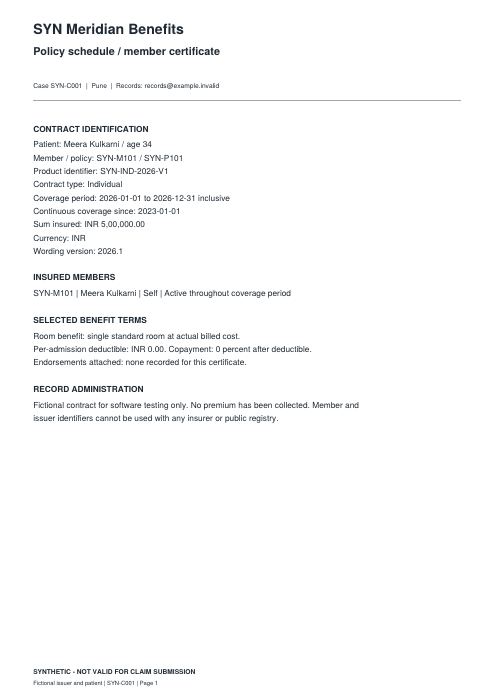 SYN Meridian Benefits
Policy schedule / member certificate
Case SYN-C001 | Pune | Records: records@example.invalid
CONTRACT IDENTIFICATION
Patient: Meera Kulkarni / age 34
Member / policy: SYN-M101 / SYN-P101
Product identifier: SYN-IND-2026-V1
Contract type: Individual
Coverage period: 2026-01-01 to 2026-12-31 inclusive
Continuous coverage since: 2023-01-01
Sum insured: INR 5,00,000.00
Currency: INR
Wording version: 2026.1
INSURED MEMBERS
SYN-M101 | Meera Kulkarni | Self | Active throughout coverage period
SELECTED BENEFIT TERMS
Room benefit: single standard room at actual billed cost.
Per-admission deductible: INR 0.00. Copayment: 0 percent after deductible.
Endorsements attached: none recorded for this certificate.
RECORD ADMINISTRATION
Fictional contract for software testing only. No premium has been collected. Member and
issuer identifiers cannot be used with any insurer or public registry.
SYNTHETIC - NOT VALID FOR CLAIM SUBMISSION
Fictional issuer and patient | SYN-C001 | Page 1